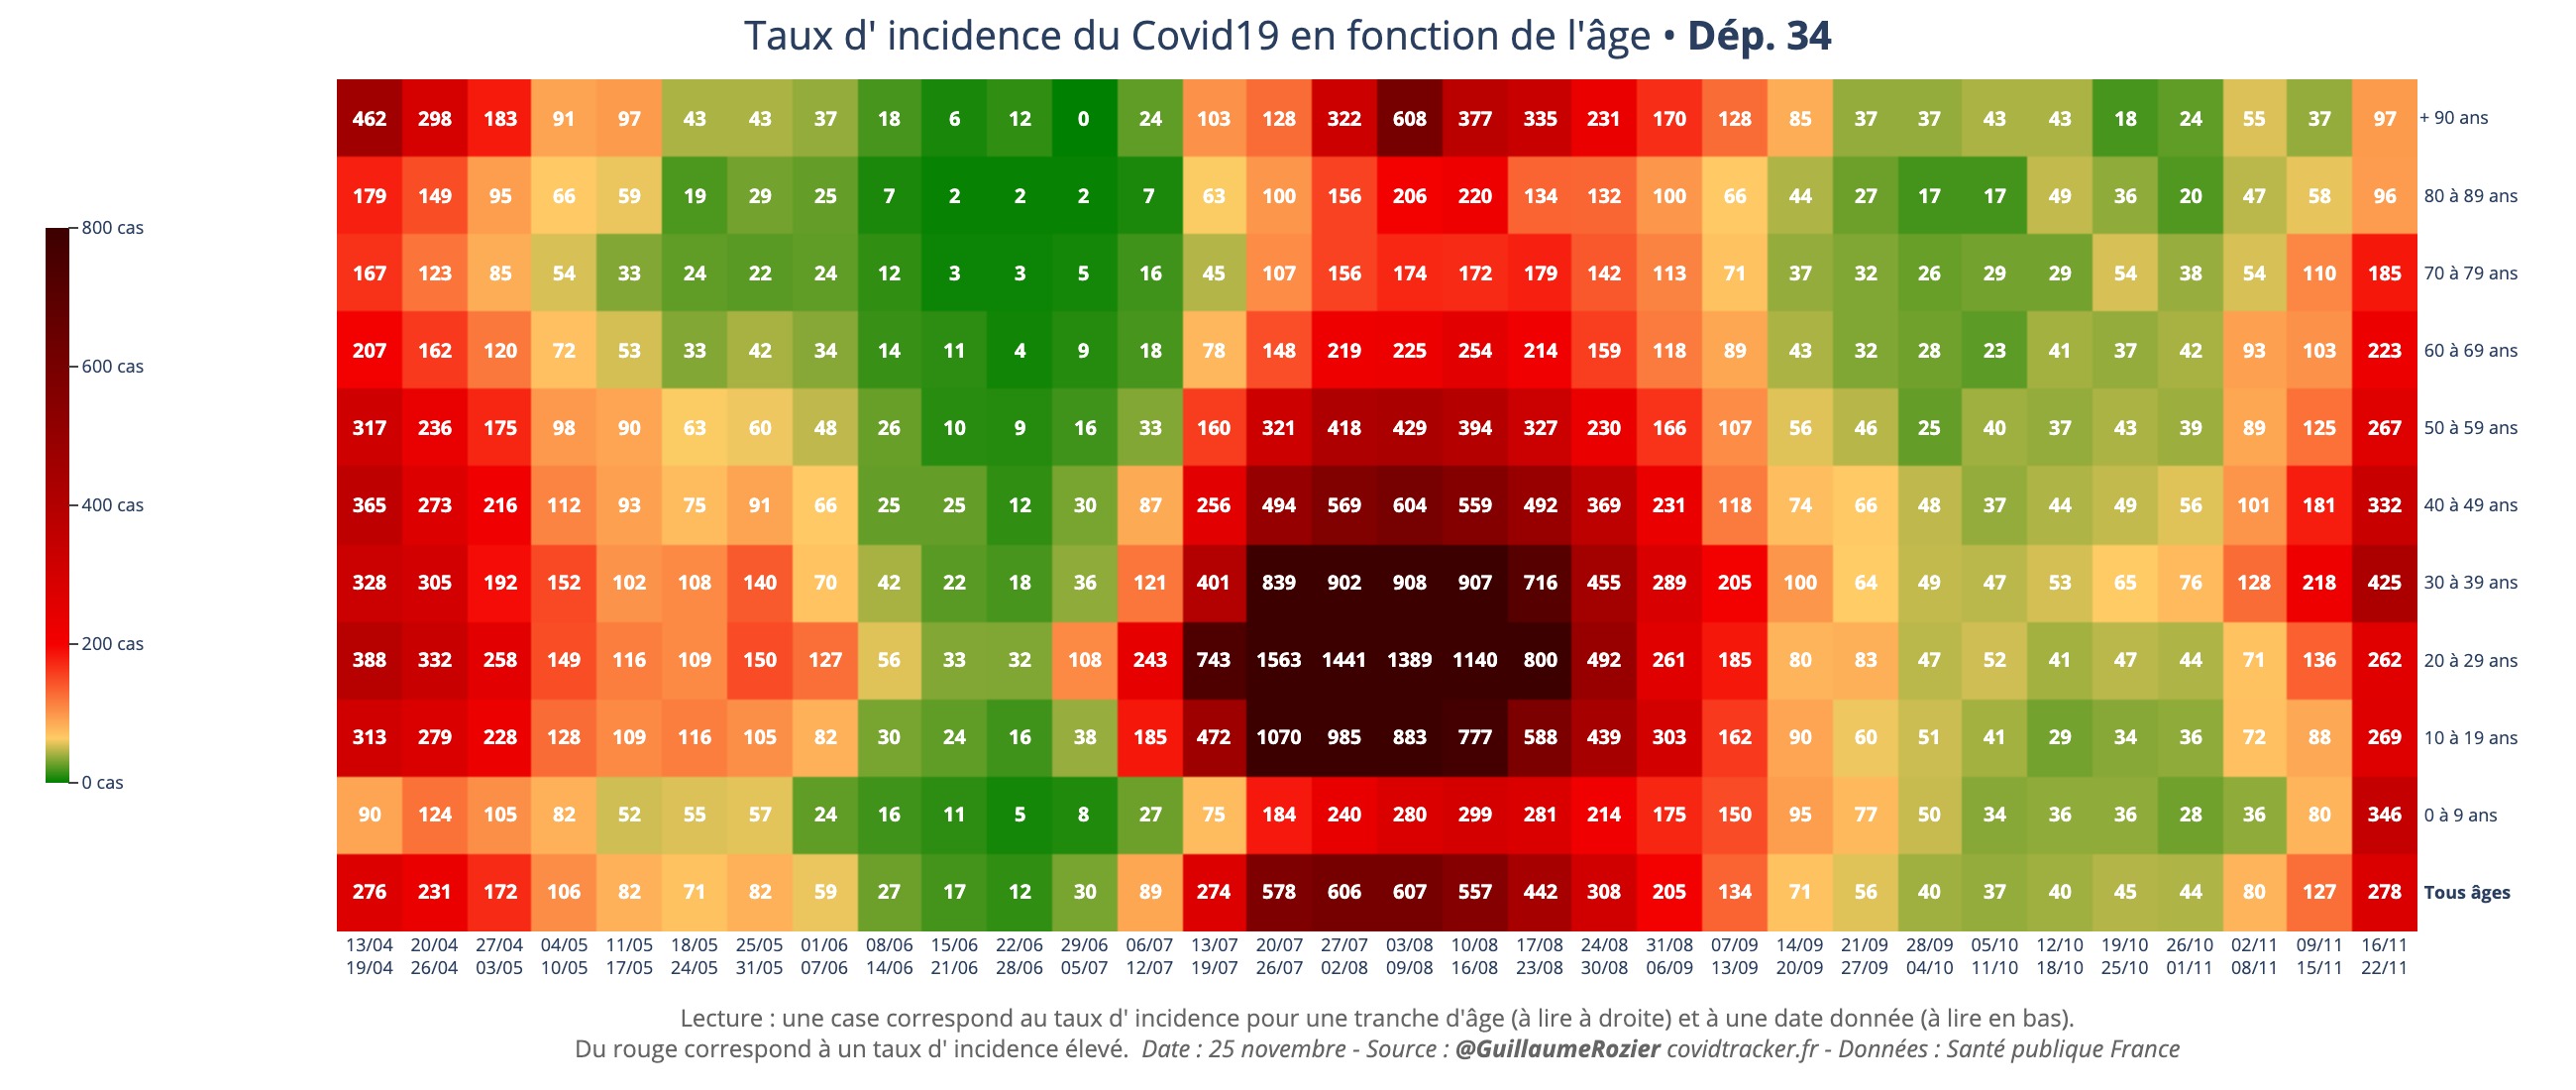 Taux d' incidence du Covid19 en fonction de l'âge • Dép. 34
462 298 183 91 97 43 43 37 18 6 12 0 24 103 128 322 608 377 335 231 170 128 85 37 37 43 43 18 24 55 37 97 + 90 ans
179 149 95 66 59 19 29 25 7 2 2 2 7 63 100 156 206 220 134 132 100 66 44 27 17 17 49 36 20 47 58 96 80 à 89 ans
800 cas
167 123 85 54 33 24 22 24 12 3 3 5 16 45 107 156 174 172 179 142 113 71 37 32 26 29 29 54 38 54 110 185 70 à 79 ans
207 162 120 72 53 33 42 34 14 11 4 9 18 78 148 219 225 254 214 159 118 89 43 32 28 23 41 37 42 93 103 223 60 à 69 ans
600 cas
317 236 175 98 90 63 60 48 26 10 9 16 33 160 321 418 429 394 327 230 166 107 56 46 25 40 37 43 39 89 125 267 50 à 59 ans
400 cas
365 273 216 112 93 75 91 66 25 25 12 30 87 256 494 569 604 559 492 369 231 118 74 66 48 37 44 49 56 101 181 332 40 à 49 ans
328 305 192 152 102 108 140 70 42 22 18 36 121 401 839 902 908 907 716 455 289 205 100 64 49 47 53 65 76 128 218 425 30 à 39 ans
200 cas
388 332 258 149 116 109 150 127 56 33 32 108 243 743 1563 1441 1389 1140 800 492 261 185 80 83 47 52 41 47 44 71 136 262 20 à 29 ans
313 279 228 128 109 116 105 82 30 24 16 38 185 472 1070 985 883 777 588 439 303 162 90 60 51 41 29 34 36 72 88 269 10 à 19 ans
0 cas
90 124 105 82 52 55 57 24 16 11 5 8 27 75 184 240 280 299 281 214 175 150 95 77 50 34 36 36 28 36 80 346 0 à 9 ans
276 231 172 106 82 71 82 59 27 17 12 30 89 274 578 606 607 557 442 308 205 134 71 56 40 37 40 45 44 80 127 278 Tous âges
13/04 20/04 27/04 04/05 11/05 18/05 25/05 01/06 08/06 15/06 22/06 29/06 06/07 13/07 20/07 27/07 03/08 10/08 17/08 24/08 31/08 07/09 14/09 21/09 28/09 05/10 12/10 19/10 26/10 02/11 09/11 16/11
19/04 26/04 03/05 10/05 17/05 24/05 31/05 07/06 14/06 21/06 28/06 05/07 12/07 19/07 26/07 02/08 09/08 16/08 23/08 30/08 06/09 13/09 20/09 27/09 04/10 11/10 18/10 25/10 01/11 08/11 15/11 22/11
Lecture : une case correspond au taux d' incidence pour une tranche d'âge (à lire à droite) et à une date donnée (à lire en bas).
Du rouge correspond à un taux d' incidence élevé. Date : 25 novembre - Source : @GuillaumeRozier covidtracker.fr - Données : Santé publique France